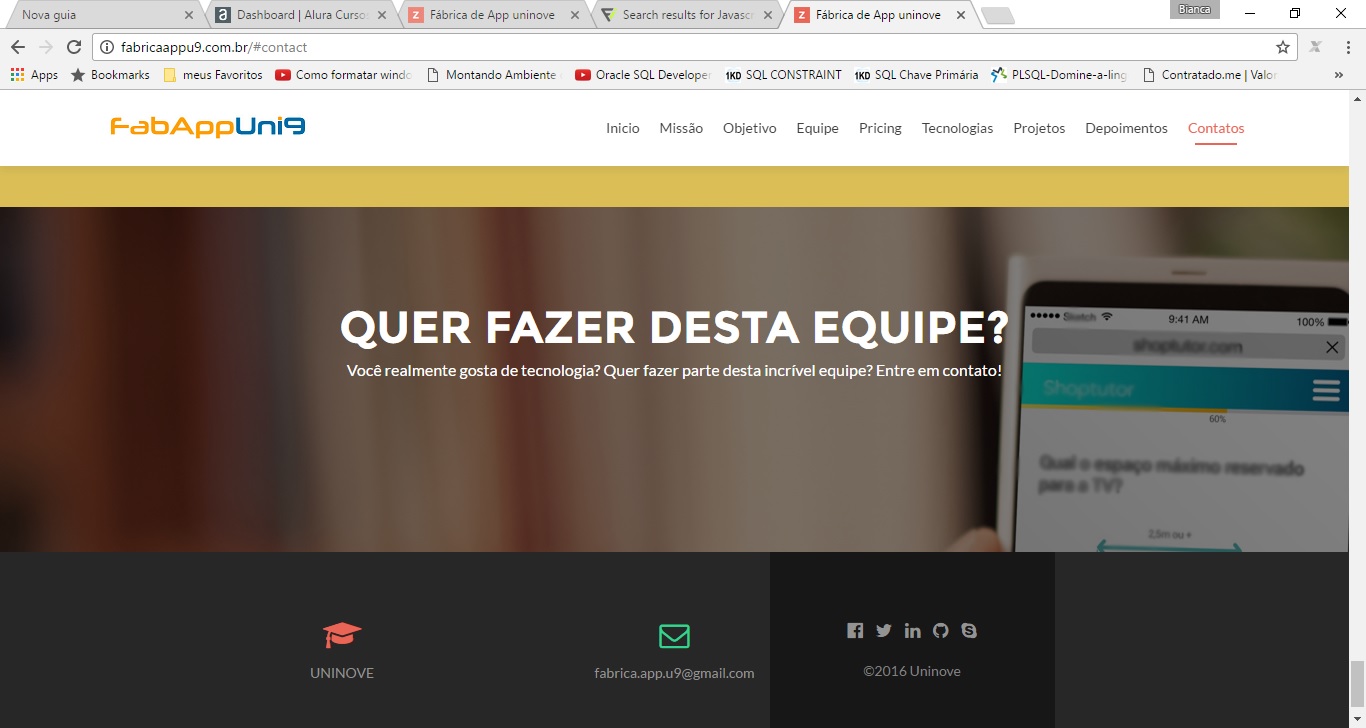 Nova guia
Dashboard | Alura Cursos
Fábrica de App uninove
Search results for Javascr
Fábrica de App uninove
Bianca
fabricaappu9.com.br/#contact
Apps
Bookmarks
meus Favoritos
Como formatar windo
Montando Ambiente
Oracle SQL Developer
1KD SQL CONSTRAINT
1KD SQL Chave Primária
PLSQL-Domine-a-ling
Contratado.me | Valor
»
FabAppUni9
Inicio Missão Objetivo Equipe Pricing Tecnologias Projetos Depoimentos Contatos
QUER FAZER DESTA EQUIPE?
Você realmente gosta de tecnologia? Quer fazer parte desta incrível equipe? Entre em contato!
9:41 AM 100%
shoptutor.com
Shoptutor
60%
Qual o espaço máximo reservado
para a TV?
2,5m ou +
UNINOVE
fabrica.app.u9@gmail.com
©2016 Uninove